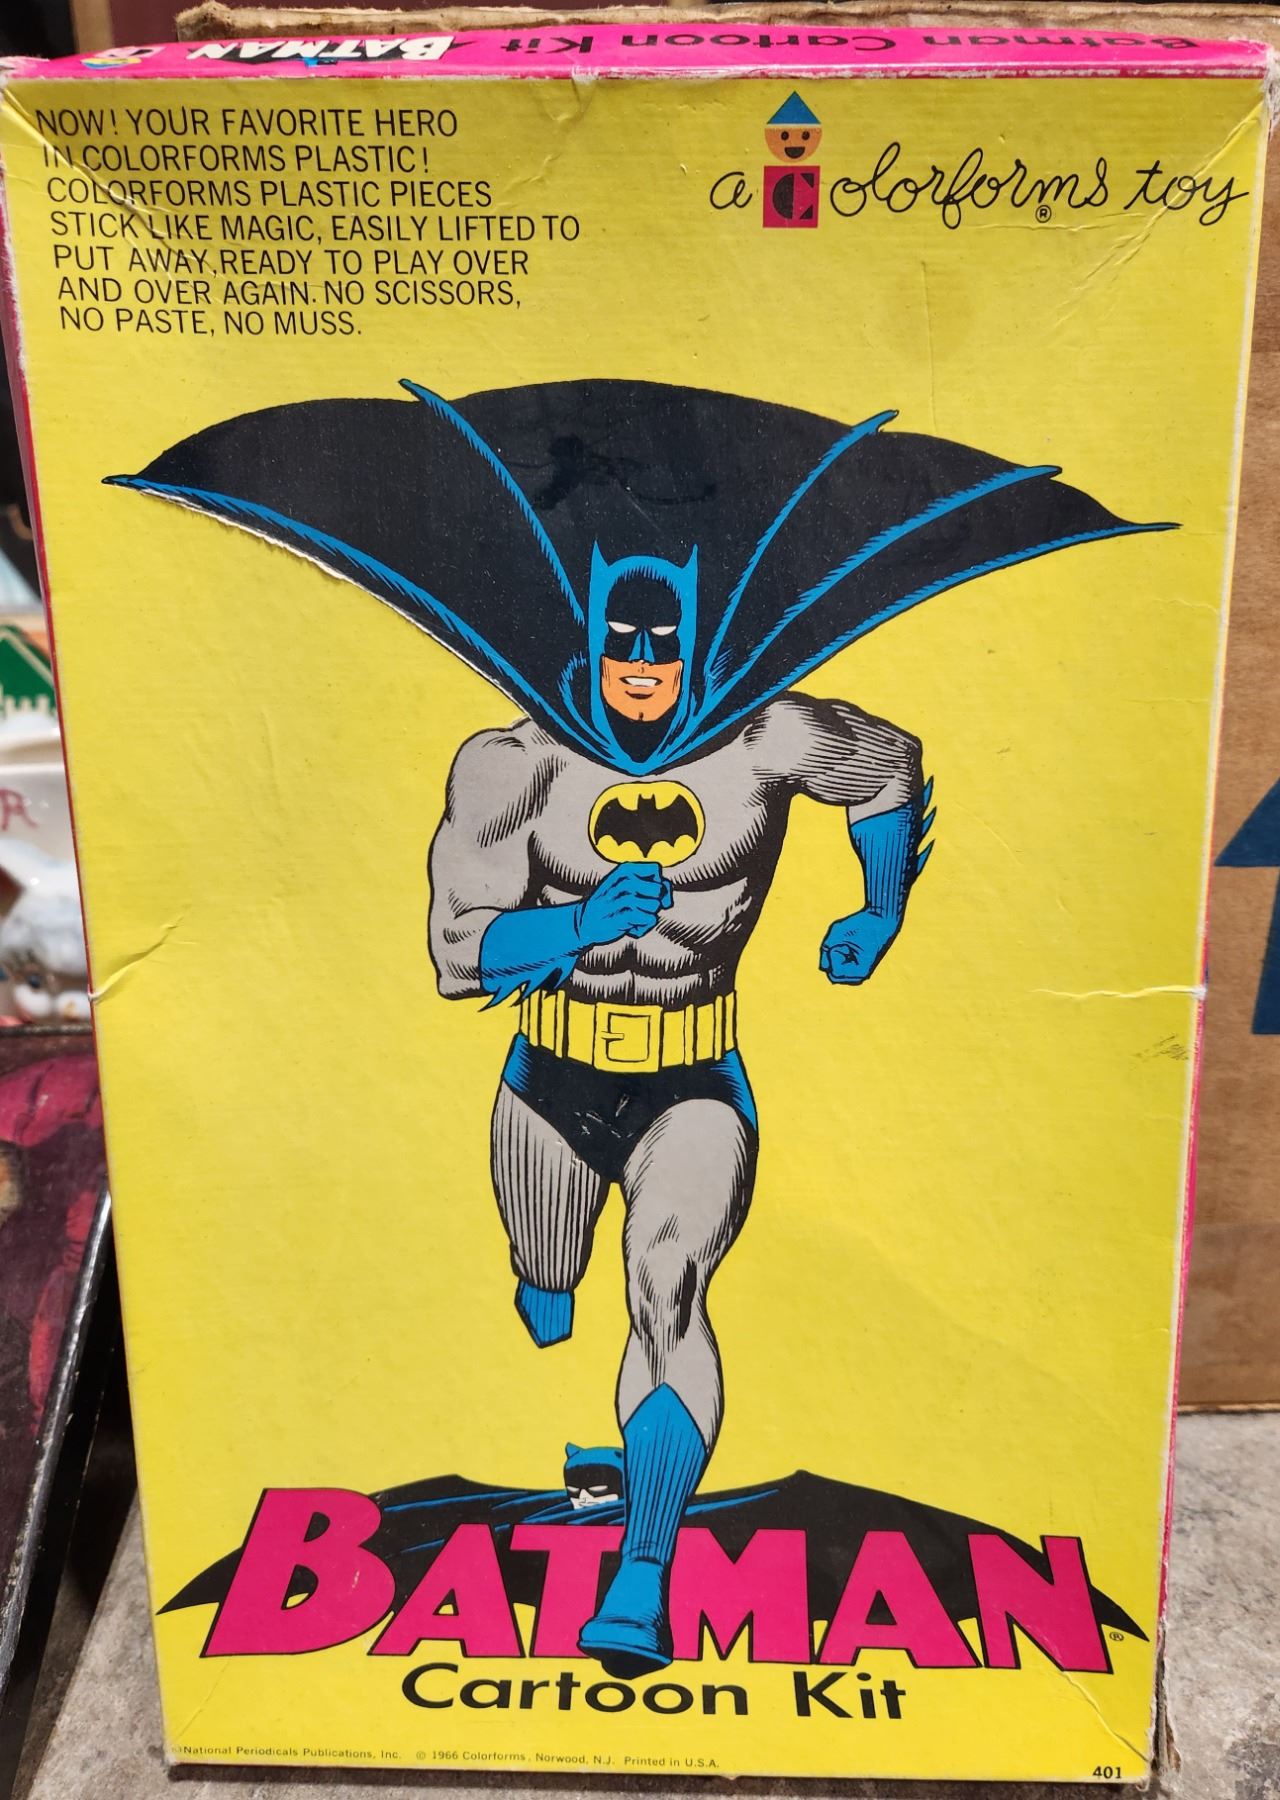 BATMAN Batman Cartoon Kit
NOW! YOUR FAVORITE HERO
IN COLORFORMS PLASTIC!
COLORFORMS PLASTIC PIECES
STICK LIKE MAGIC, EASILY LIFTED TO
PUT AWAY, READY TO PLAY OVER
AND OVER AGAIN. NO SCISSORS,
NO PASTE, NO MUSS.
a Colorforms® toy
BATMAN®
Cartoon Kit
National Periodicals Publications, Inc. © 1966 Colorforms, Norwood, N.J. Printed in U.S.A.
401